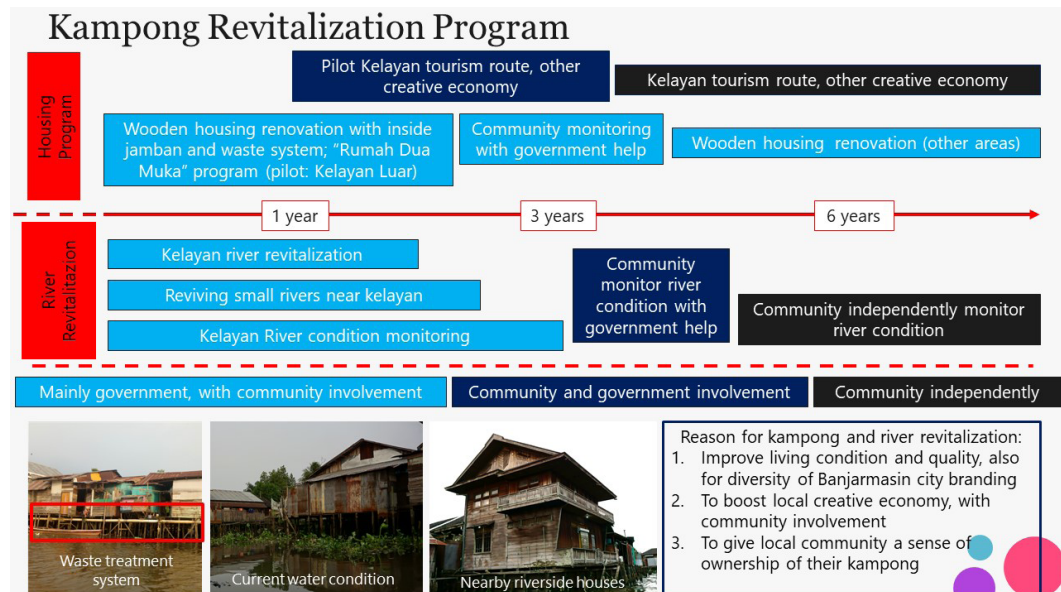 Kampong Revitalization Program
Housing
Program
Pilot Kelayan tourism route, other
creative economy
Kelayan tourism route, other creative economy
Wooden housing renovation with inside
jamban and waste system; “Rumah Dua
Muka” program (pilot: Kelayan Luar)
Community monitoring
with government help
Wooden housing renovation (other areas)
1 year
3 years
6 years
River
Revitalitazion
Kelayan river revitalization
Reviving small rivers near kelayan
Kelayan River condition monitoring
Community
monitor river
condition with
government help
Community independently monitor
river condition
Mainly government, with community involvement
Community and government involvement
Community independently
Waste treatment
system
Current water condition
Nearby riverside houses
Reason for kampong and river revitalization:
1. Improve living condition and quality, also
for diversity of Banjarmasin city branding
2. To boost local creative economy, with
community involvement
3. To give local community a sense of
ownership of their kampong